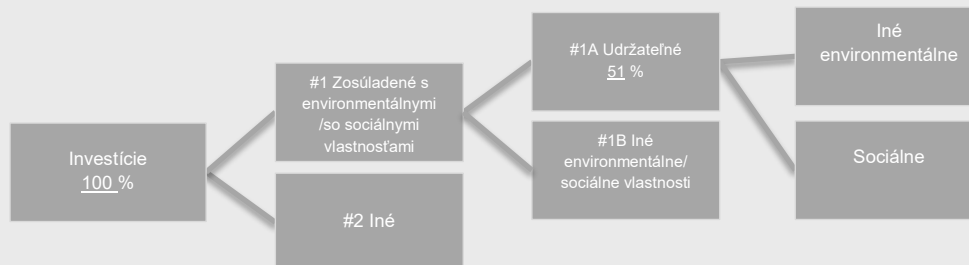 Investície
100 %
#1 Zosúladené s
environmentálnymi
/so sociálnymi
vlastnosťami
#2 Iné
#1A Udržateľné
51 %
#1B Iné
environmentálne/
sociálne vlastnosti
Iné
environmentálne
Sociálne